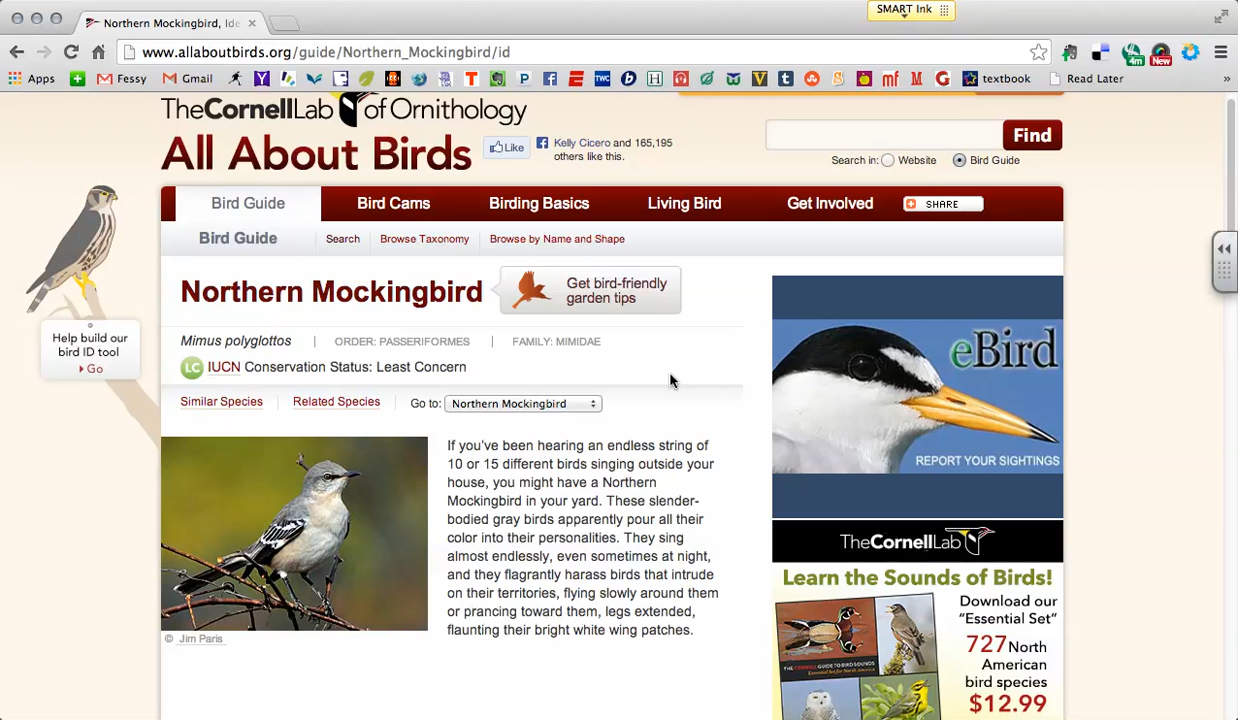 SMART Ink
Northern Mockingbird, Ide
www.allaboutbirds.org/guide/Northern_Mockingbird/id
Apps
Fessy
Gmail
textbook
Read Later
»
4m
New
TheCornellLab of Ornithology
All About Birds
Like
Kelly Cicero and 165,195
others like this.
Find
Search in: Website Bird Guide
Bird Guide
Bird Cams
Birding Basics
Living Bird
Get Involved
SHARE
Bird Guide
Search
Browse Taxonomy
Browse by Name and Shape
Northern Mockingbird
Get bird-friendly
garden tips
Help build our
bird ID tool
Go
Mimus polyglottos | ORDER: PASSERIFORMES | FAMILY: MIMIDAE
LC IUCN Conservation Status: Least Concern
Similar Species
Related Species
Go to: Northern Mockingbird
If you've been hearing an endless string of
10 or 15 different birds singing outside your
house, you might have a Northern
Mockingbird in your yard. These slender-
bodied gray birds apparently pour all their
color into their personalities. They sing
almost endlessly, even sometimes at night,
and they flagrantly harass birds that intrude
on their territories, flying slowly around them
or prancing toward them, legs extended,
flaunting their bright white wing patches.
© Jim Paris
eBird
REPORT YOUR SIGHTINGS
TheCornellLab
Learn the Sounds of Birds!
Download our
"Essential Set"
727 North
American
bird species
$12.99